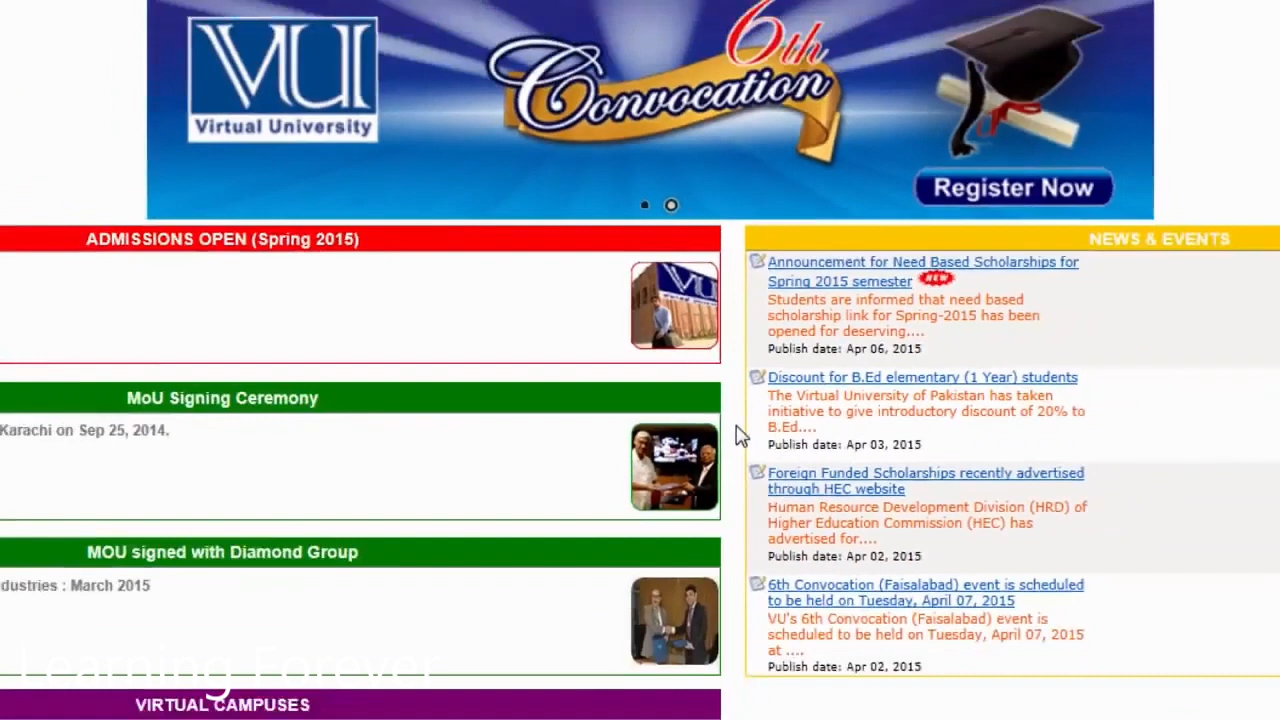 VU
Virtual University
6th
Convocation
Register Now
ADMISSIONS OPEN (Spring 2015)
MoU Signing Ceremony
Karachi on Sep 25, 2014.
MOU signed with Diamond Group
dustries : March 2015
Learning Forever
VIRTUAL CAMPUSES
NEWS & EVENTS
Announcement for Need Based Scholarships for
Spring 2015 semester NEW
Students are informed that need based
scholarship link for Spring-2015 has been
opened for deserving....
Publish date: Apr 06, 2015
Discount for B.Ed elementary (1 Year) students
The Virtual University of Pakistan has taken
initiative to give introductory discount of 20% to
B.Ed....
Publish date: Apr 03, 2015
Foreign Funded Scholarships recently advertised
through HEC website
Human Resource Development Division (HRD) of
Higher Education Commission (HEC) has
advertised for....
Publish date: Apr 02, 2015
6th Convocation (Faisalabad) event is scheduled
to be held on Tuesday, April 07, 2015
VU's 6th Convocation (Faisalabad) event is
scheduled to be held on Tuesday, April 07, 2015
at ....
Publish date: Apr 02, 2015